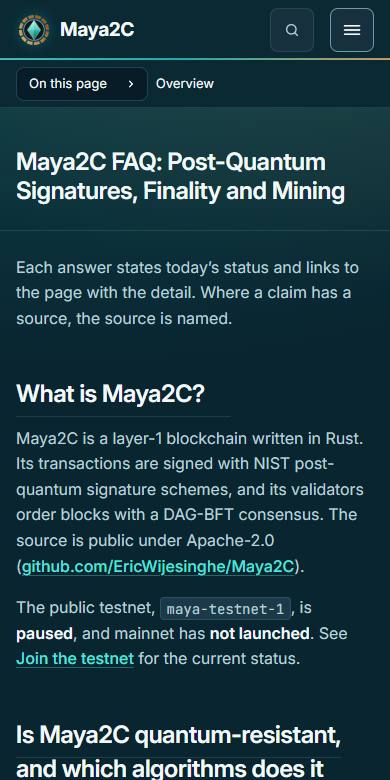 Maya2C
On this page
Overview
Maya2C FAQ: Post-Quantum
Signatures, Finality and Mining
Each answer states today's status and links to
the page with the detail. Where a claim has a
source, the source is named.
What is Maya2C?
Maya2C is a layer-1 blockchain written in Rust.
Its transactions are signed with NIST post-
quantum signature schemes, and its validators
order blocks with a DAG-BFT consensus. The
source is public under Apache-2.0
(github.com/EricWijesinghe/Maya2C).
The public testnet, maya-testnet-1, is
paused, and mainnet has not launched. See
Join the testnet for the current status.
Is Maya2C quantum-resistant,
and which algorithms does it